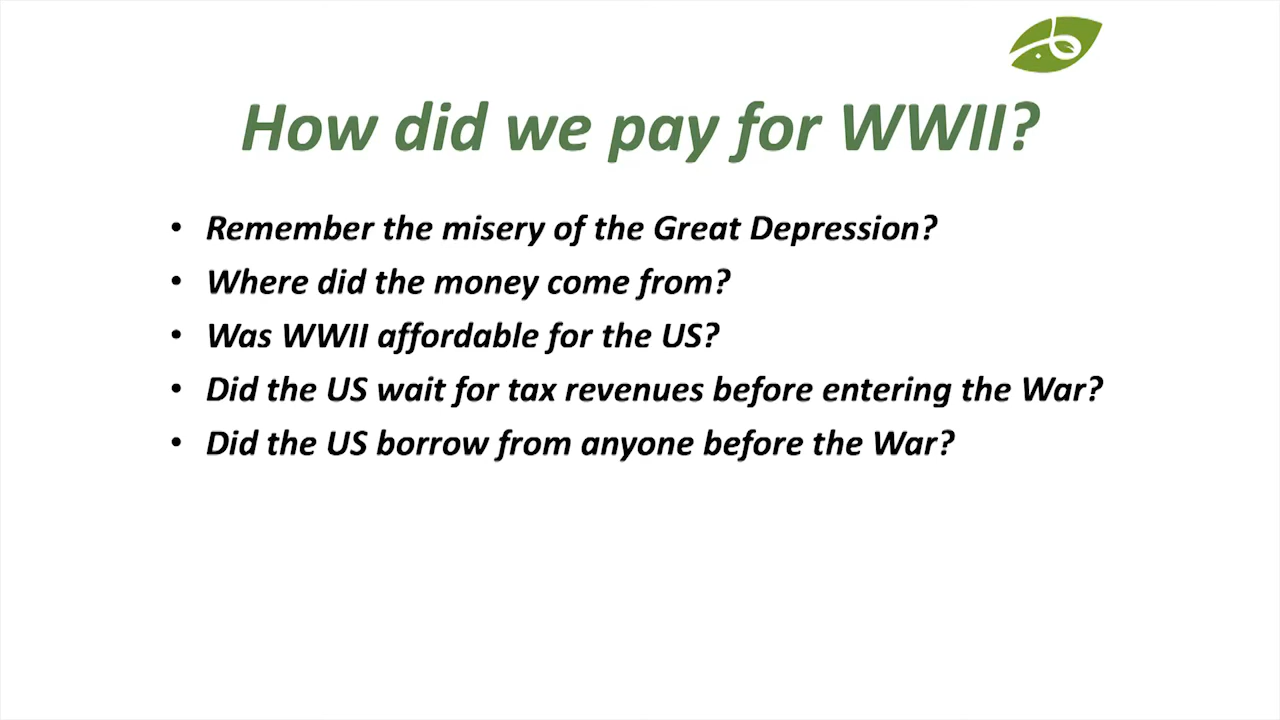 How did we pay for WWII?
• Remember the misery of the Great Depression?
• Where did the money come from?
• Was WWII affordable for the US?
• Did the US wait for tax revenues before entering the War?
• Did the US borrow from anyone before the War?